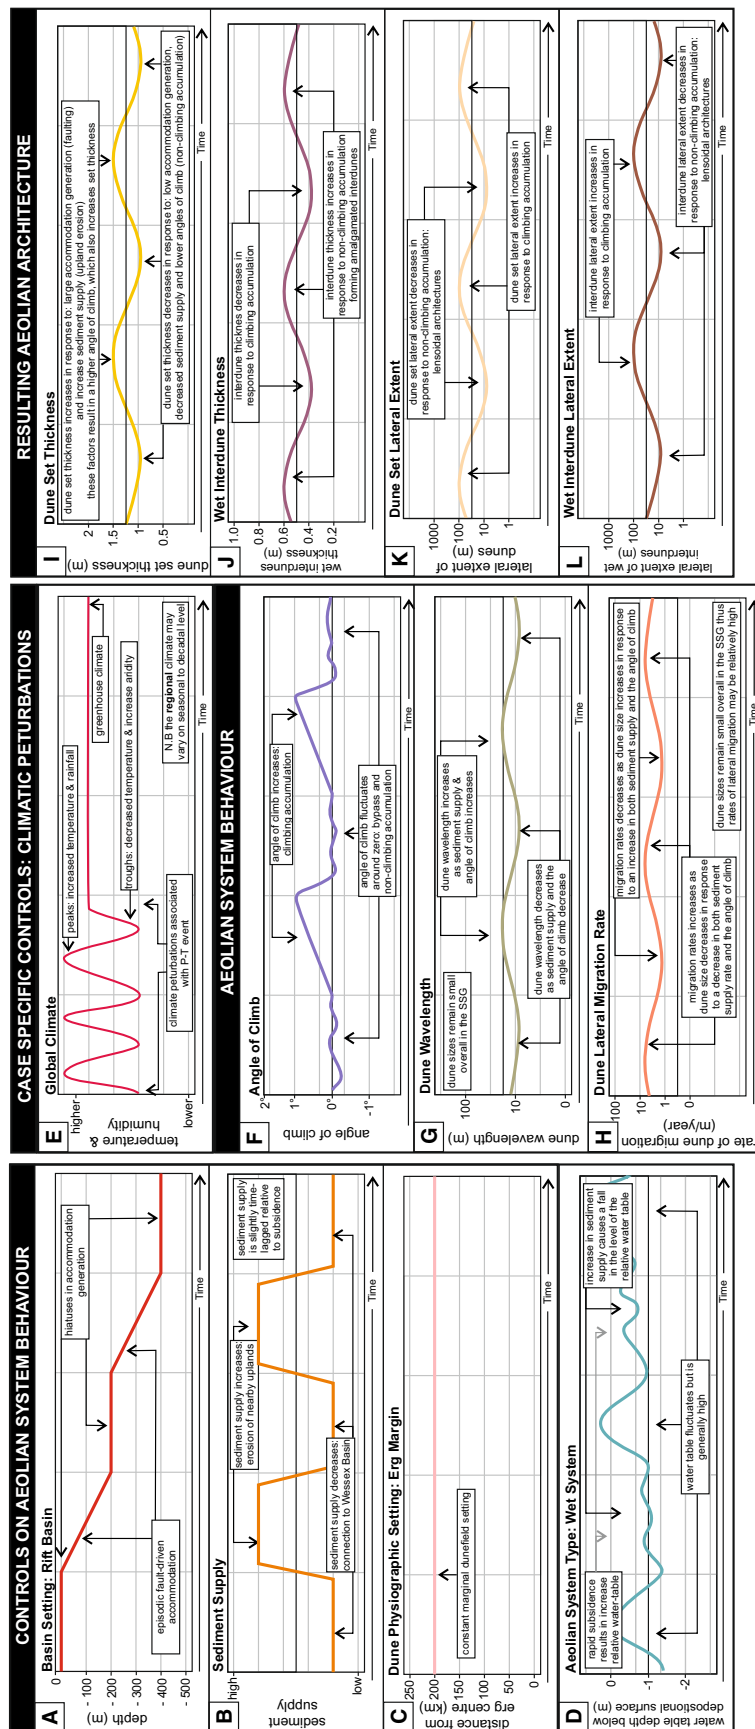 CONTROLS ON AEOLIAN SYSTEM BEHAVIOUR
A
Basin Setting: Rift Basin
0
- 100
- 200
- 300
- 400
- 500
depth (m)
episodic fault-driven
accommodation
hiatuses in accommodation
generation
Time
B
Sediment Supply
high
low
sediment
supply
sediment supply increases:
erosion of nearby uplands
sediment supply decreases:
connection to Wessex Basin
sediment supply
is slightly time-
lagged relative
to subsidence
Time
C
Dune Physiographic Setting: Erg Margin
250
200
150
100
50
0
distance from
erg centre (km)
constant marginal dunefield setting
Time
D
Aeolian System Type: Wet System
0
-1
-2
water table depth below
depositional surface (m)
rapid subsidence
results in increase
relative water-table
increase in sediment
supply causes a fall
in the level of the
relative water table
water table fluctuates but is
generally high
Time
CASE SPECIFIC CONTROLS: CLIMATIC PETURBATIONS
E
Global Climate
higher
lower
temperature &
humidity
peaks: increased temperature & rainfall
troughs: decreased temperature & increase aridity
climate peturbations associated
with P-T event
greenhouse climate
N.B the regional climate may
vary on seasonal to decadal level
Time
AEOLIAN SYSTEM BEHAVIOUR
F
Angle of Climb
2°
1°
0°
-1°
angle of climb
angle of climb increases:
climbing accumulation
angle of climb fluctuates
around zero: bypass and
non-climbing accumulation
Time
G
Dune Wavelength
100
10
0
dune wavelength (m)
dune sizes remain small
overall in the SSG
dune wavelength increases
as sediment supply &
angle of climb increases
dune wavelength decreases
as sediment supply and the
angle of climb decrease
Time
H
Dune Lateral Migration Rate
100
10
1
0
rate of dune migration
(m/year)
migration rates decreases as dune size increases in response
to an increase in both sediment supply and the angle of climb
migration rates increases as
dune size decreases in response
to a decrease in both sediment
supply rate and the angle of climb
dune sizes remain small overall in the SSG thus
rates of lateral migration may be relatively high
Time
RESULTING AEOLIAN ARCHITECTURE
I
Dune Set Thickness
2
1.5
1
0.5
dune set thickness (m)
dune set thickness increases in response to: large accommodation generation (faulting)
and increase sediment supply (upland erosion)
these factors result in a higher angle of climb, which also increases set thickness
dune set thickness decreases in response to: low accommodation generation,
decreased sediment supply and lower angles of climb (non-climbing accumulation)
Time
J
Wet Interdune Thickness
1.0
0.8
0.6
0.4
0.2
wet interdunes
thickness (m)
interdune thicknes decreases in
response to climbing accumulation
interdune thickness increases in
response to non-climbing accumulation
forming amalgamated interdunes
Time
K
Dune Set Lateral Extent
1000
100
10
1
lateral extent of
dunes (m)
dune set lateral extent decreases in
response to non-climbing accumulation:
lensoidal architectures
dune set lateral extent increases in
response to climbing accumulation
Time
L
Wet Interdune Lateral Extent
1000
100
10
1
lateral extent of wet
interdunes (m)
interdune lateral extent increases in
response to climbing accumulation
interdune lateral extent decreases in
response to non-climbing accumulation:
lensoidal architectures
Time